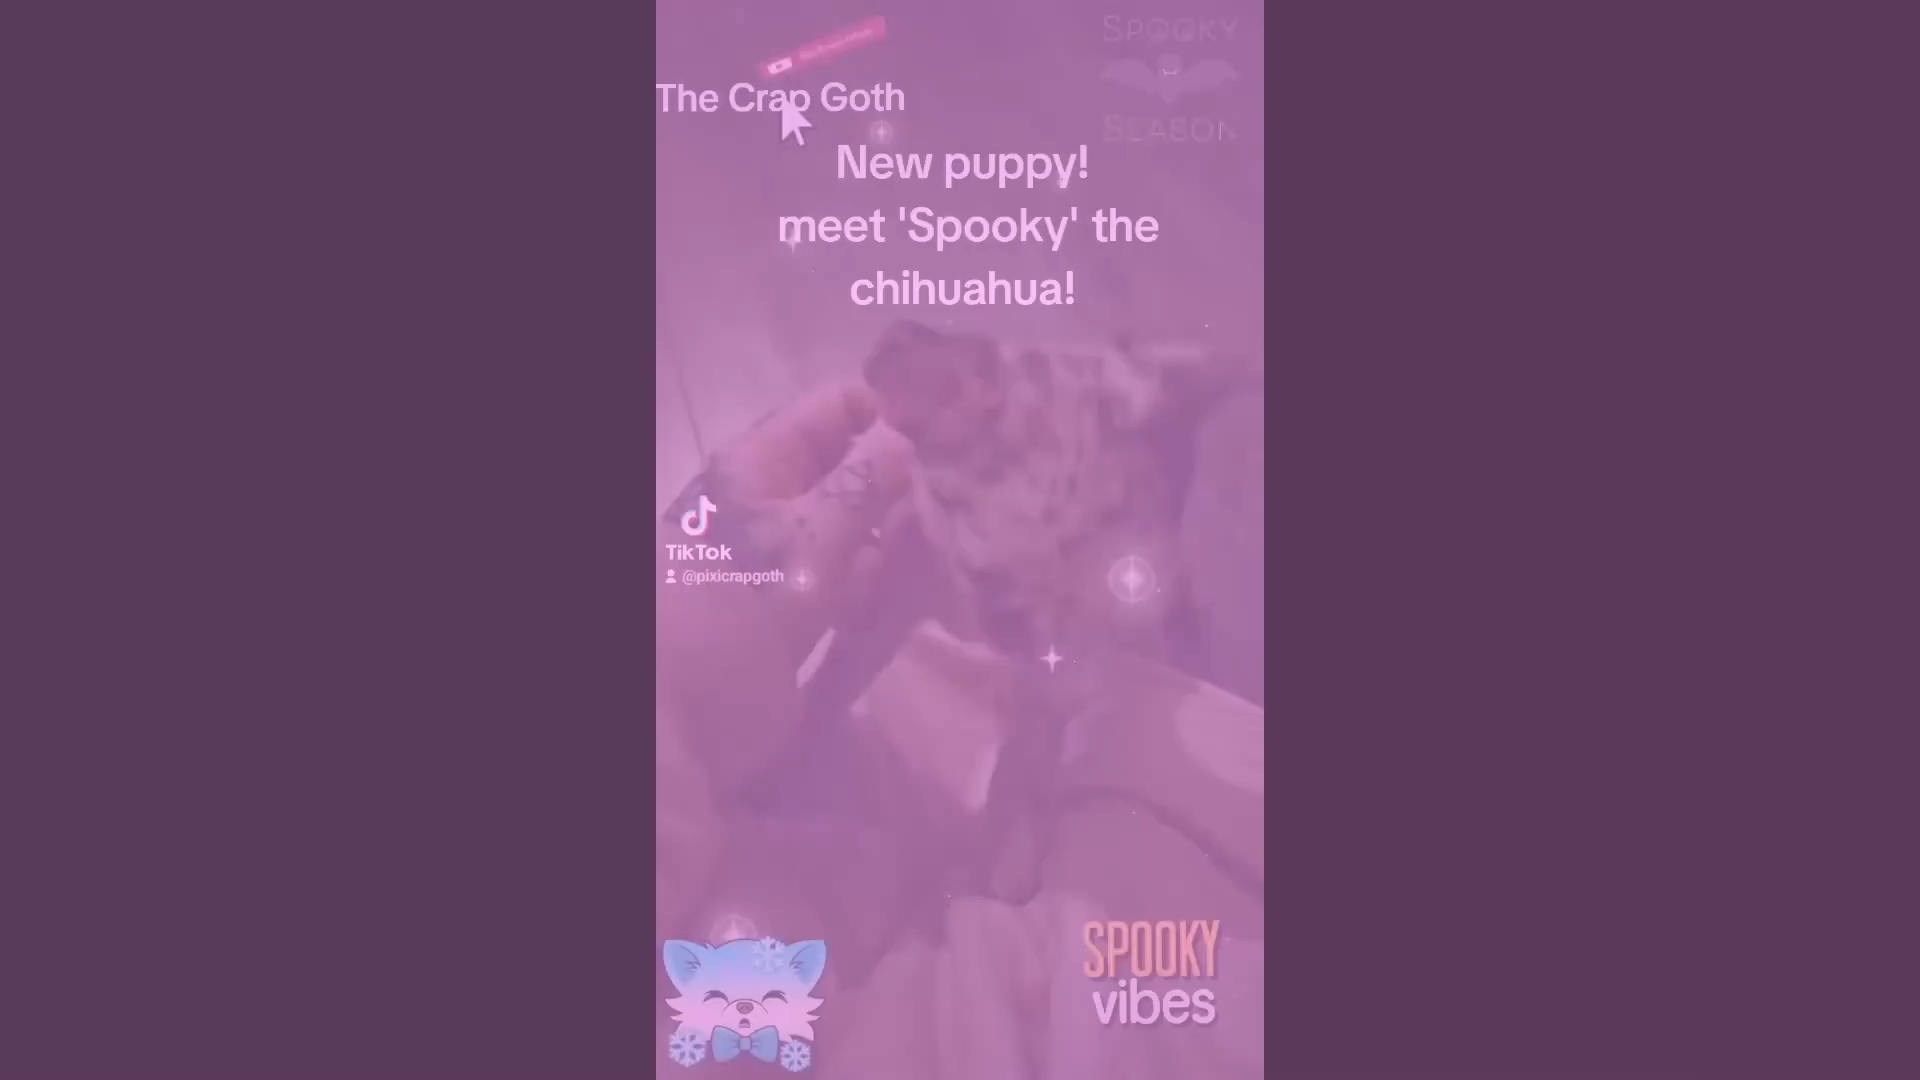 SPOOKY
SEASON
The Crap Goth
New puppy!
meet 'Spooky' the
chihuahua!
TikTok
@pixicrapgoth
SPOOKY
vibes